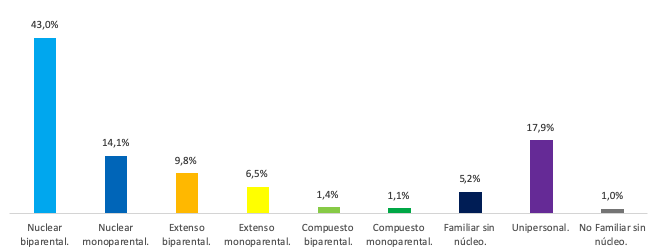 43,0%
14,1%
9,8%
6,5%
1,4%
1,1%
5,2%
17,9%
1,0%
Nuclear
biparental.
Nuclear
monoparental.
Extenso
biparental.
Extenso
monoparental.
Compuesto
biparental.
Compuesto
monoparental.
Familiar sin
núcleo.
Unipersonal.
No Familiar sin
núcleo.